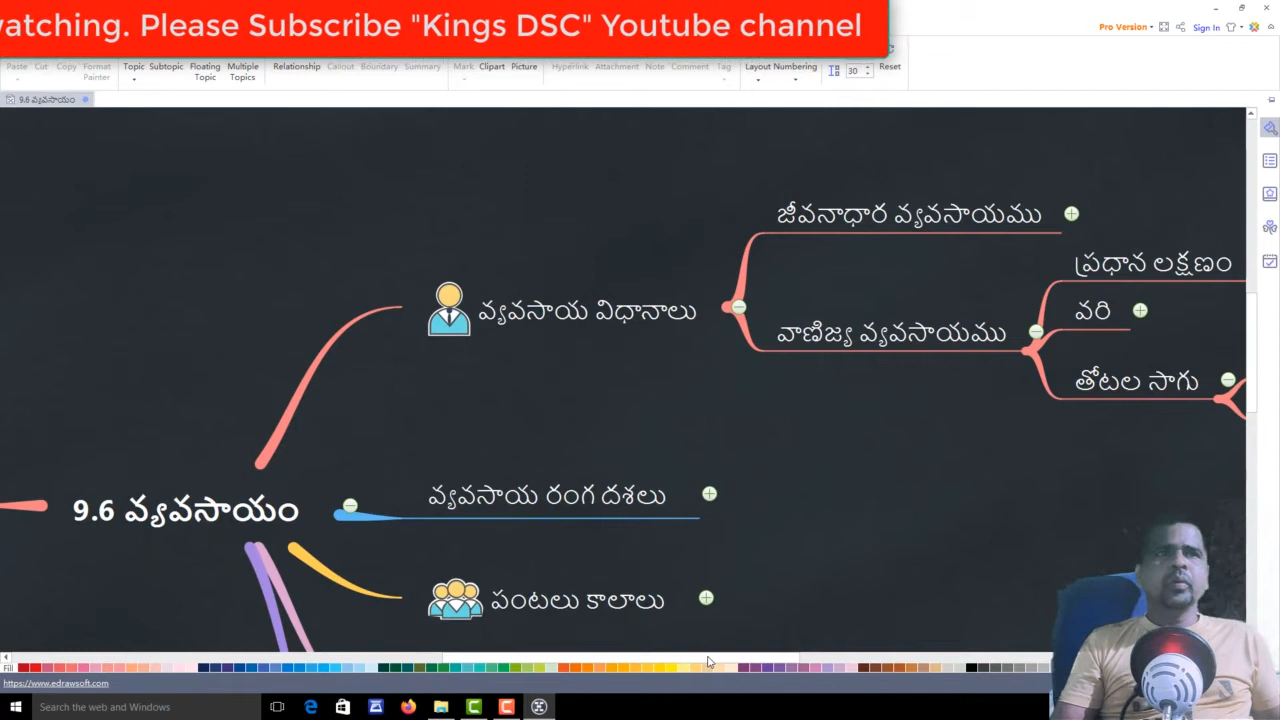 watching. Please Subscribe "Kings DSC" Youtube channel
Pro Version
Sign In
Paste Cut Copy Format Painter
Topic Subtopic Floating Topic Multiple Topics
Relationship Callout Boundary Summary
Mark Clipart Picture
Hyperlink Attachment Note Comment Tag
Layout Numbering
30
Reset
9.6 వ్యవసాయం
జీవనాధార వ్యవసాయము
ప్రధాన లక్షణం
వ్యవసాయ విధానాలు
వరి
వాణిజ్య వ్యవసాయము
తోటల సాగు
వ్యవసాయ రంగ దశలు
9.6 వ్యవసాయం
పంటలు కాలాలు
Fill
https://www.edrawsoft.com
Search the web and Windows